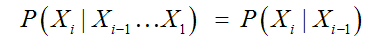 P(X_i | X_{i-1} ... X_1) = P(X_i | X_{i-1})